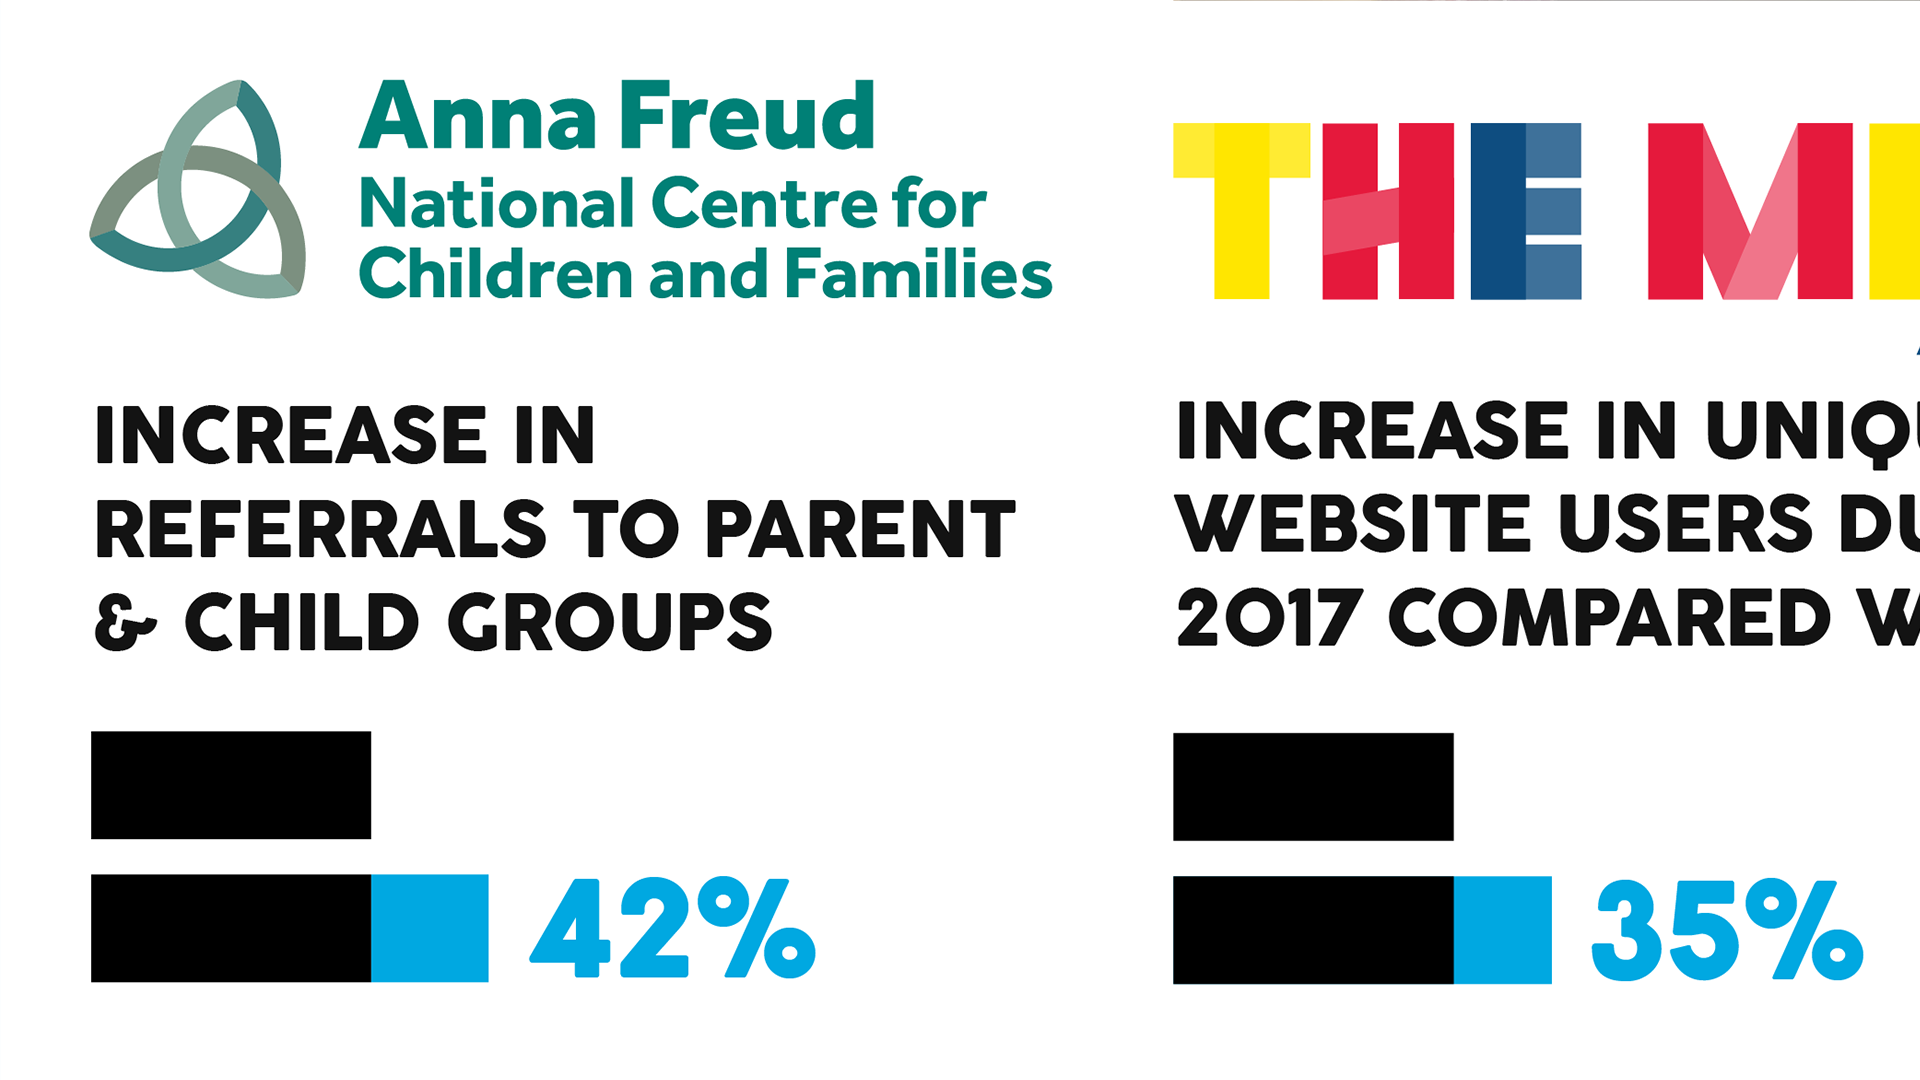 Anna Freud
National Centre for
Children and Families
INCREASE IN
REFERRALS TO PARENT
& CHILD GROUPS
42%
THE
INCREASE IN
WEBSITE USERS
2017 COMPARED
35%